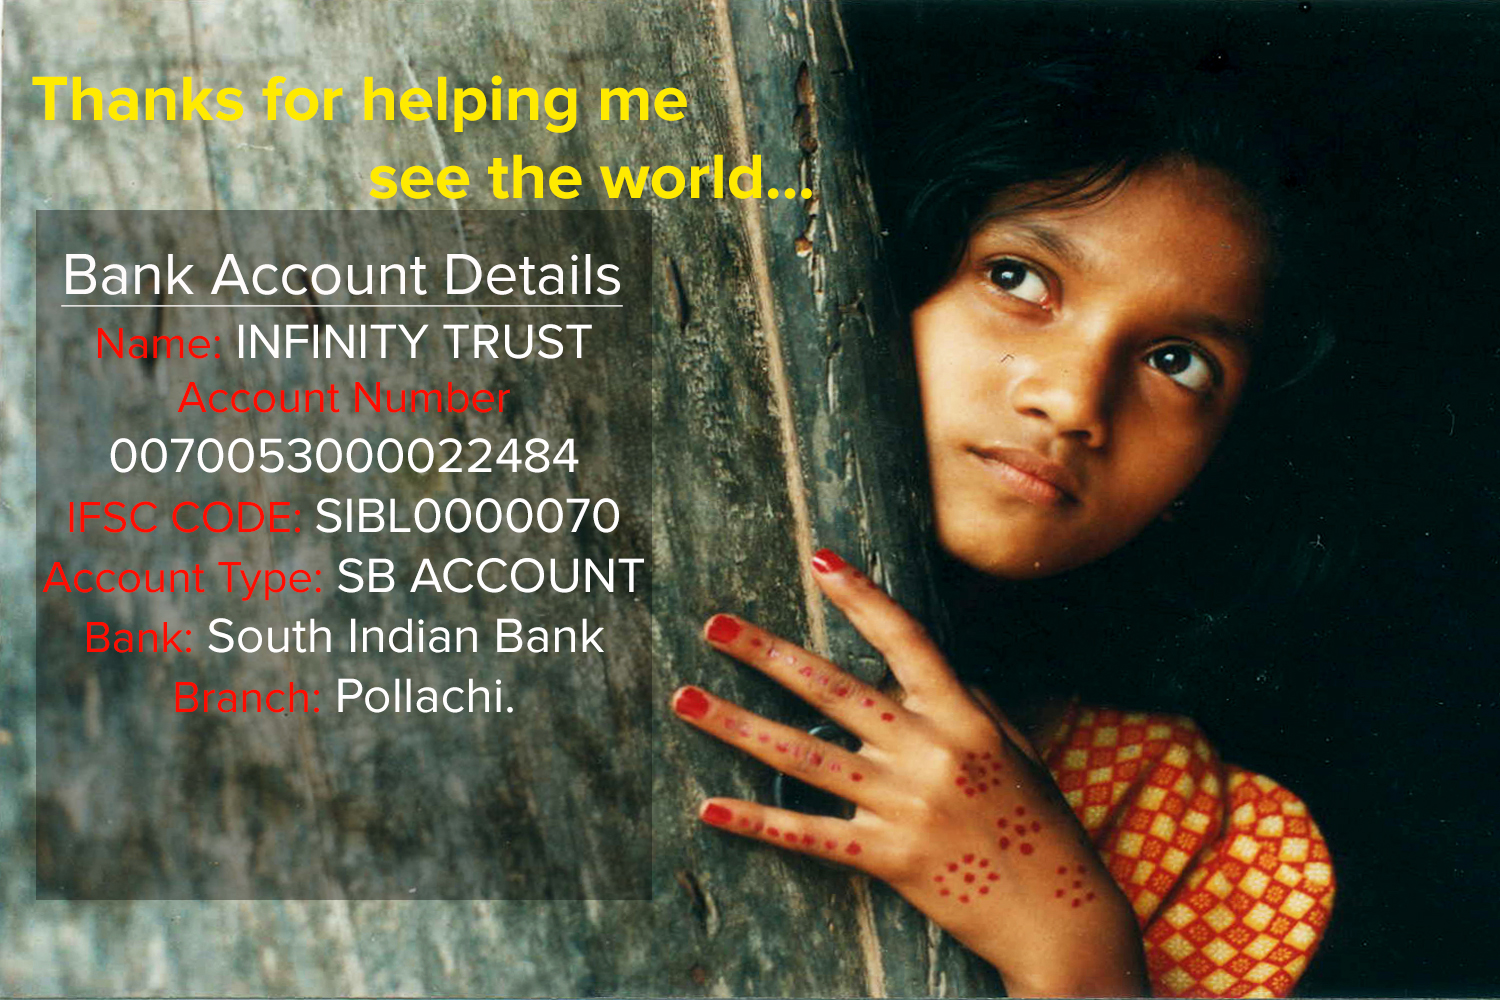 Thanks for helping me
see the world...
Bank Account Details
Name: INFINITY TRUST
Account Number
0070053000022484
IFSC CODE: SIBL0000070
Account Type: SB ACCOUNT
Bank: South Indian Bank
Branch: Pollachi.